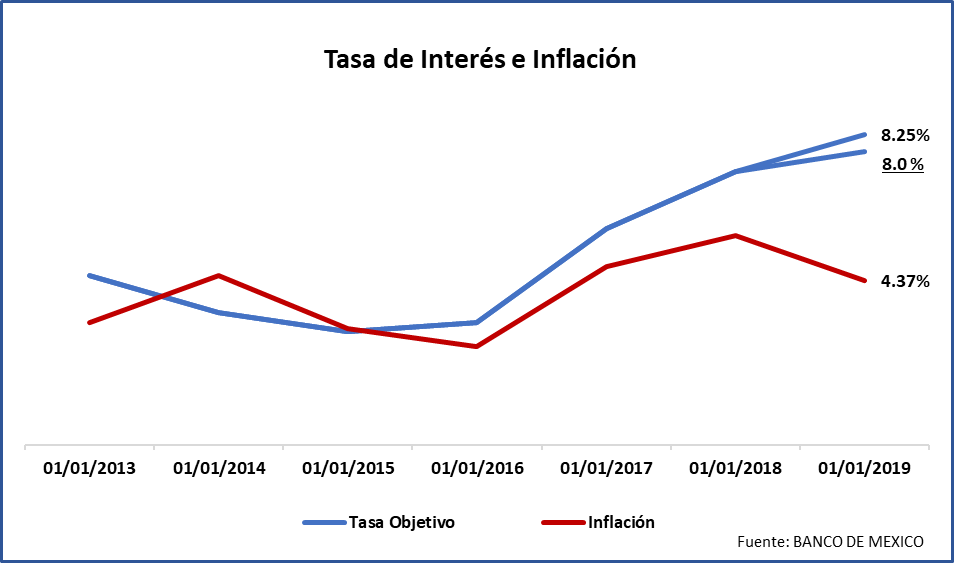 Tasa de Interés e Inflación
8.25%
8.0 %
4.37%
01/01/2013 01/01/2014 01/01/2015 01/01/2016 01/01/2017 01/01/2018 01/01/2019
Tasa Objetivo Inflación
Fuente: BANCO DE MEXICO